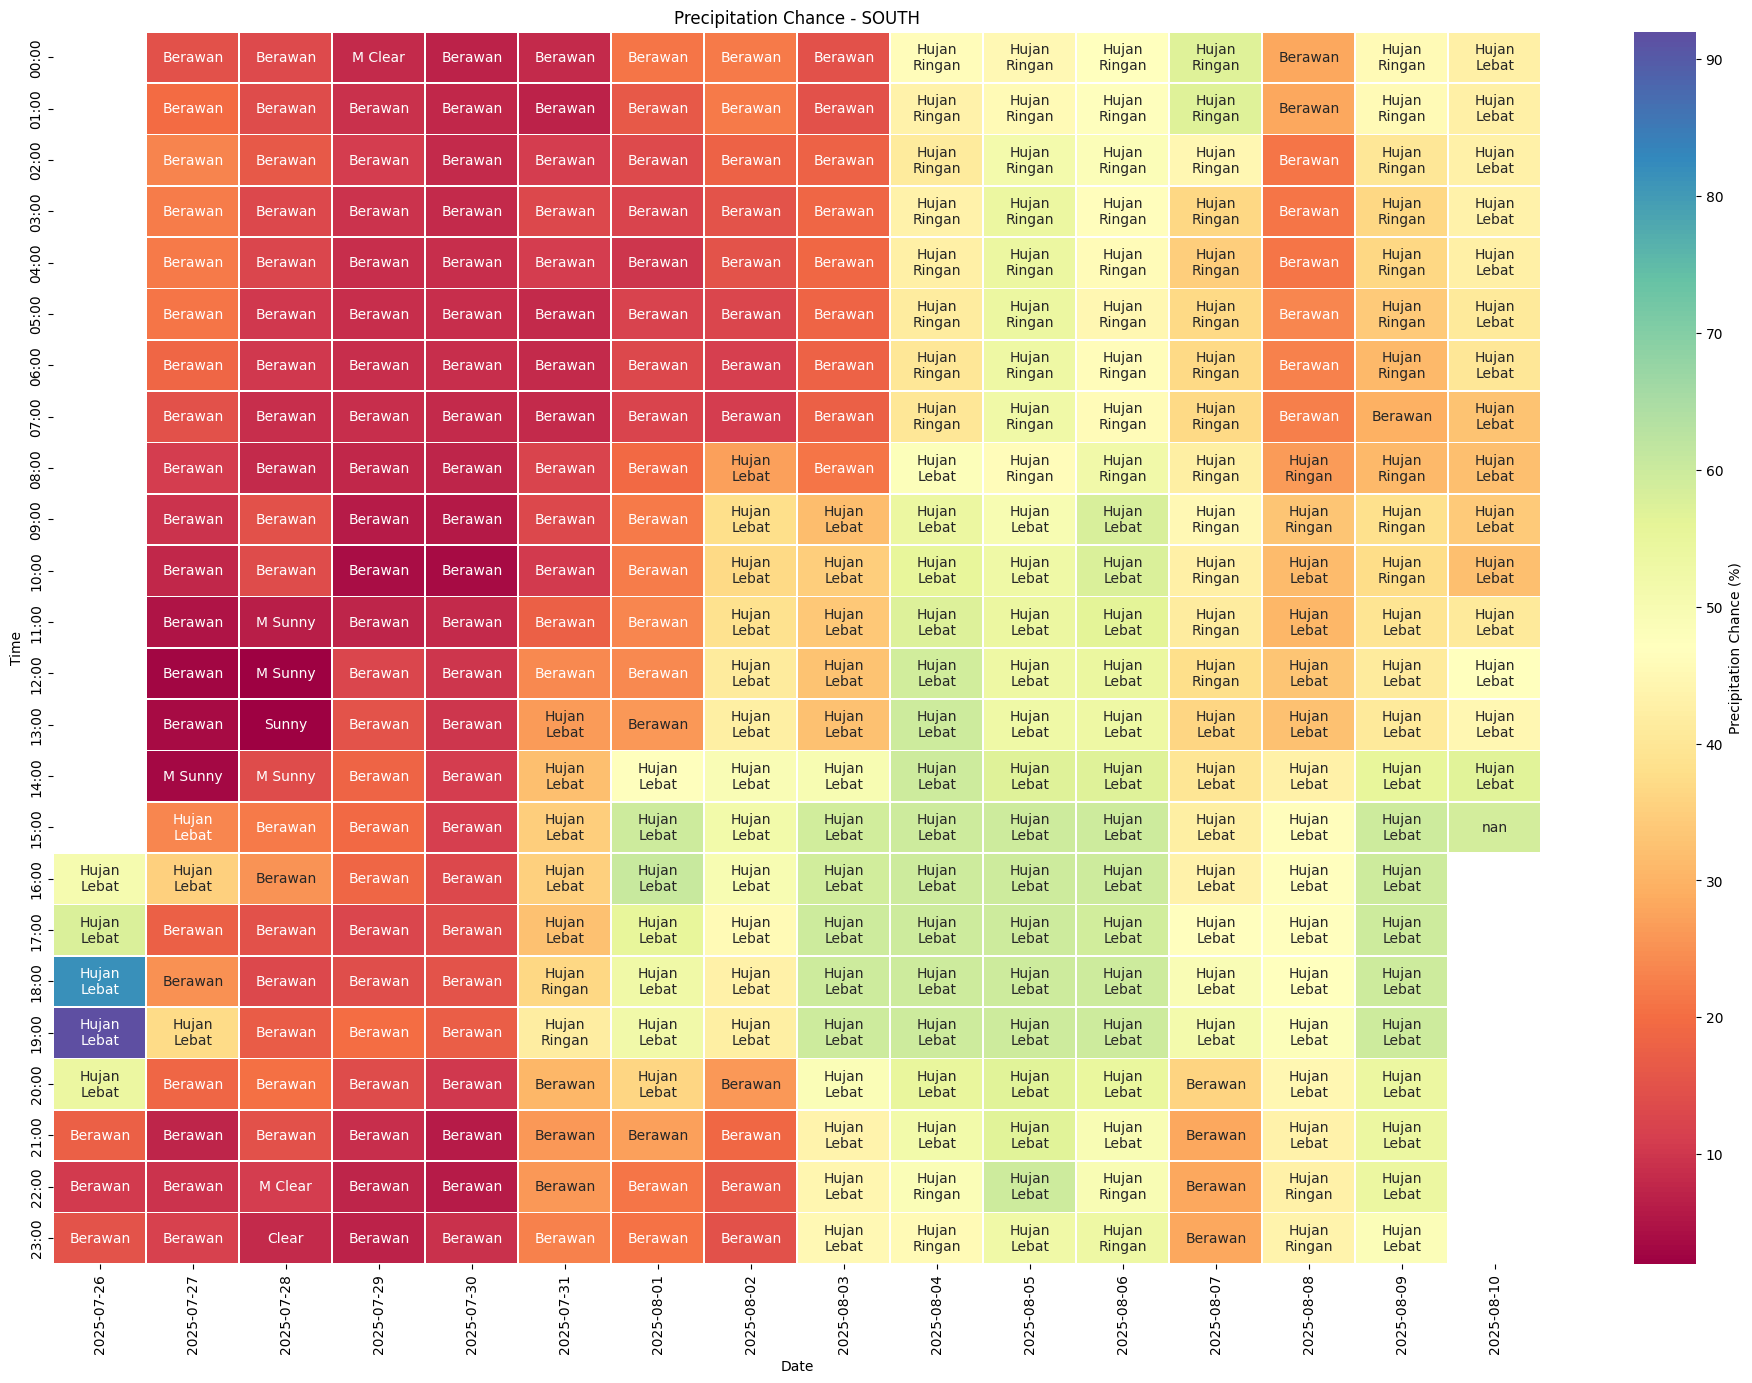 Precipitation Chance - SOUTH
00:00 Berawan Berawan M Clear Berawan Berawan Berawan Berawan Berawan Hujan Ringan Hujan Ringan Hujan Ringan Hujan Ringan Berawan Hujan Ringan Hujan Lebat
01:00 Berawan Berawan Berawan Berawan Berawan Berawan Berawan Berawan Hujan Ringan Hujan Ringan Hujan Ringan Hujan Ringan Berawan Hujan Ringan Hujan Lebat
02:00 Berawan Berawan Berawan Berawan Berawan Berawan Berawan Berawan Hujan Ringan Hujan Ringan Hujan Ringan Hujan Ringan Berawan Hujan Ringan Hujan Lebat
03:00 Berawan Berawan Berawan Berawan Berawan Berawan Berawan Berawan Hujan Ringan Hujan Ringan Hujan Ringan Hujan Ringan Berawan Hujan Ringan Hujan Lebat
04:00 Berawan Berawan Berawan Berawan Berawan Berawan Berawan Berawan Hujan Ringan Hujan Ringan Hujan Ringan Hujan Ringan Berawan Hujan Ringan Hujan Lebat
05:00 Berawan Berawan Berawan Berawan Berawan Berawan Berawan Berawan Hujan Ringan Hujan Ringan Hujan Ringan Hujan Ringan Berawan Hujan Ringan Hujan Lebat
06:00 Berawan Berawan Berawan Berawan Berawan Berawan Berawan Berawan Hujan Ringan Hujan Ringan Hujan Ringan Hujan Ringan Berawan Hujan Ringan Hujan Lebat
07:00 Berawan Berawan Berawan Berawan Berawan Berawan Berawan Berawan Hujan Ringan Hujan Ringan Hujan Ringan Hujan Ringan Berawan Berawan Hujan Lebat
08:00 Berawan Berawan Berawan Berawan Berawan Berawan Hujan Lebat Berawan Hujan Lebat Hujan Ringan Hujan Ringan Hujan Ringan Hujan Ringan Hujan Ringan Hujan Lebat
09:00 Berawan Berawan Berawan Berawan Berawan Berawan Hujan Lebat Hujan Lebat Hujan Lebat Hujan Lebat Hujan Lebat Hujan Ringan Hujan Ringan Hujan Ringan Hujan Lebat
10:00 Berawan Berawan Berawan Berawan Berawan Berawan Hujan Lebat Hujan Lebat Hujan Lebat Hujan Lebat Hujan Lebat Hujan Ringan Hujan Lebat Hujan Ringan Hujan Lebat
11:00 Berawan M Sunny Berawan Berawan Berawan Berawan Hujan Lebat Hujan Lebat Hujan Lebat Hujan Lebat Hujan Lebat Hujan Ringan Hujan Lebat Hujan Lebat Hujan Lebat
12:00 Berawan M Sunny Berawan Berawan Berawan Berawan Hujan Lebat Hujan Lebat Hujan Lebat Hujan Lebat Hujan Lebat Hujan Ringan Hujan Lebat Hujan Lebat Hujan Lebat
13:00 Berawan Sunny Berawan Berawan Hujan Lebat Berawan Hujan Lebat Hujan Lebat Hujan Lebat Hujan Lebat Hujan Lebat Hujan Lebat Hujan Lebat Hujan Lebat Hujan Lebat
14:00 M Sunny M Sunny Berawan Berawan Hujan Lebat Hujan Lebat Hujan Lebat Hujan Lebat Hujan Lebat Hujan Lebat Hujan Lebat Hujan Lebat Hujan Lebat Hujan Lebat Hujan Lebat
15:00 Hujan Lebat Berawan Berawan Berawan Hujan Lebat Hujan Lebat Hujan Lebat Hujan Lebat Hujan Lebat Hujan Lebat Hujan Lebat Hujan Lebat Hujan Lebat Hujan Lebat nan
16:00 Hujan Lebat Hujan Lebat Berawan Berawan Berawan Hujan Lebat Hujan Lebat Hujan Lebat Hujan Lebat Hujan Lebat Hujan Lebat Hujan Lebat Hujan Lebat Hujan Lebat Hujan Lebat
17:00 Hujan Lebat Berawan Berawan Berawan Berawan Hujan Lebat Hujan Lebat Hujan Lebat Hujan Lebat Hujan Lebat Hujan Lebat Hujan Lebat Hujan Lebat Hujan Lebat Hujan Lebat
18:00 Hujan Lebat Berawan Berawan Berawan Berawan Hujan Ringan Hujan Lebat Hujan Lebat Hujan Lebat Hujan Lebat Hujan Lebat Hujan Lebat Hujan Lebat Hujan Lebat Hujan Lebat
19:00 Hujan Lebat Hujan Lebat Berawan Berawan Berawan Hujan Ringan Hujan Lebat Hujan Lebat Hujan Lebat Hujan Lebat Hujan Lebat Hujan Lebat Hujan Lebat Hujan Lebat Hujan Lebat
20:00 Hujan Lebat Berawan Berawan Berawan Berawan Berawan Hujan Lebat Berawan Hujan Lebat Hujan Lebat Hujan Lebat Hujan Lebat Berawan Hujan Lebat Hujan Lebat
21:00 Berawan Berawan Berawan Berawan Berawan Berawan Berawan Berawan Hujan Lebat Hujan Lebat Hujan Lebat Hujan Lebat Berawan Hujan Lebat Hujan Lebat
22:00 Berawan Berawan M Clear Berawan Berawan Berawan Berawan Berawan Hujan Lebat Hujan Ringan Hujan Lebat Hujan Ringan Berawan Hujan Ringan Hujan Lebat
23:00 Berawan Berawan Clear Berawan Berawan Berawan Berawan Berawan Hujan Lebat Hujan Ringan Hujan Lebat Hujan Ringan Berawan Hujan Ringan Hujan Lebat
Time
2025-07-26 2025-07-27 2025-07-28 2025-07-29 2025-07-30 2025-07-31 2025-08-01 2025-08-02 2025-08-03 2025-08-04 2025-08-05 2025-08-06 2025-08-07 2025-08-08 2025-08-09 2025-08-10
Date
90
80
70
60
50
40
30
20
10
Precipitation Chance (%)